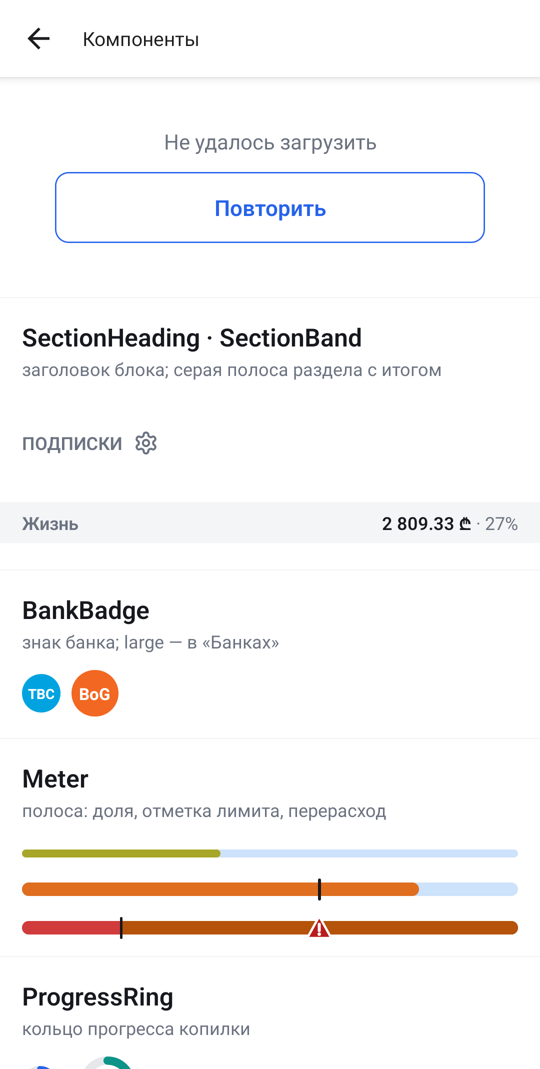 Компоненты
Не удалось загрузить
Повторить
SectionHeading · SectionBand
заголовок блока; серая полоса раздела с итогом
ПОДПИСКИ
Жизнь 2 809.33 ₾ · 27%
BankBadge
знак банка; large — в «Банках»
TBC BoG
Meter
полоса: доля, отметка лимита, перерасход
ProgressRing
кольцо прогресса копилки